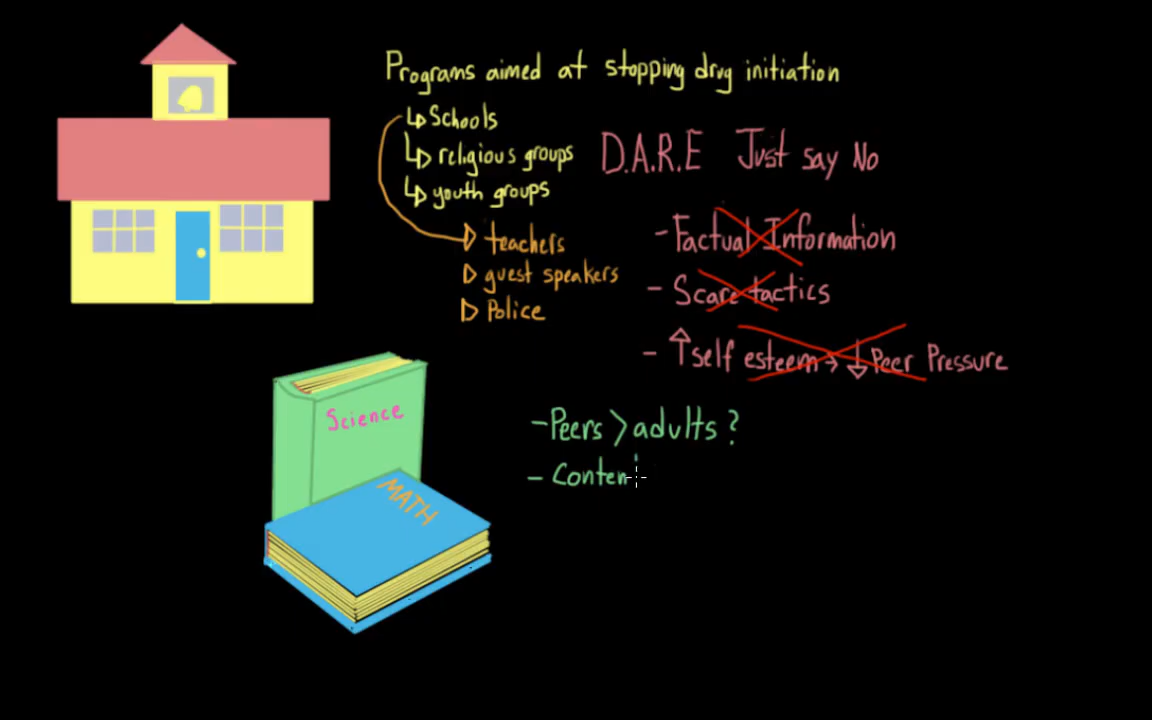 Programs aimed at stopping drug initiation
↳ Schools
↳ religious groups
↳ youth groups
D.A.R.E Just say No
▷ teachers
▷ guest speakers
▷ Police
- Factual Information
- Scare tactics
- ↑self esteem → ↓ Peer Pressure
Science
MATH
- Peers > adults ?
- Conten